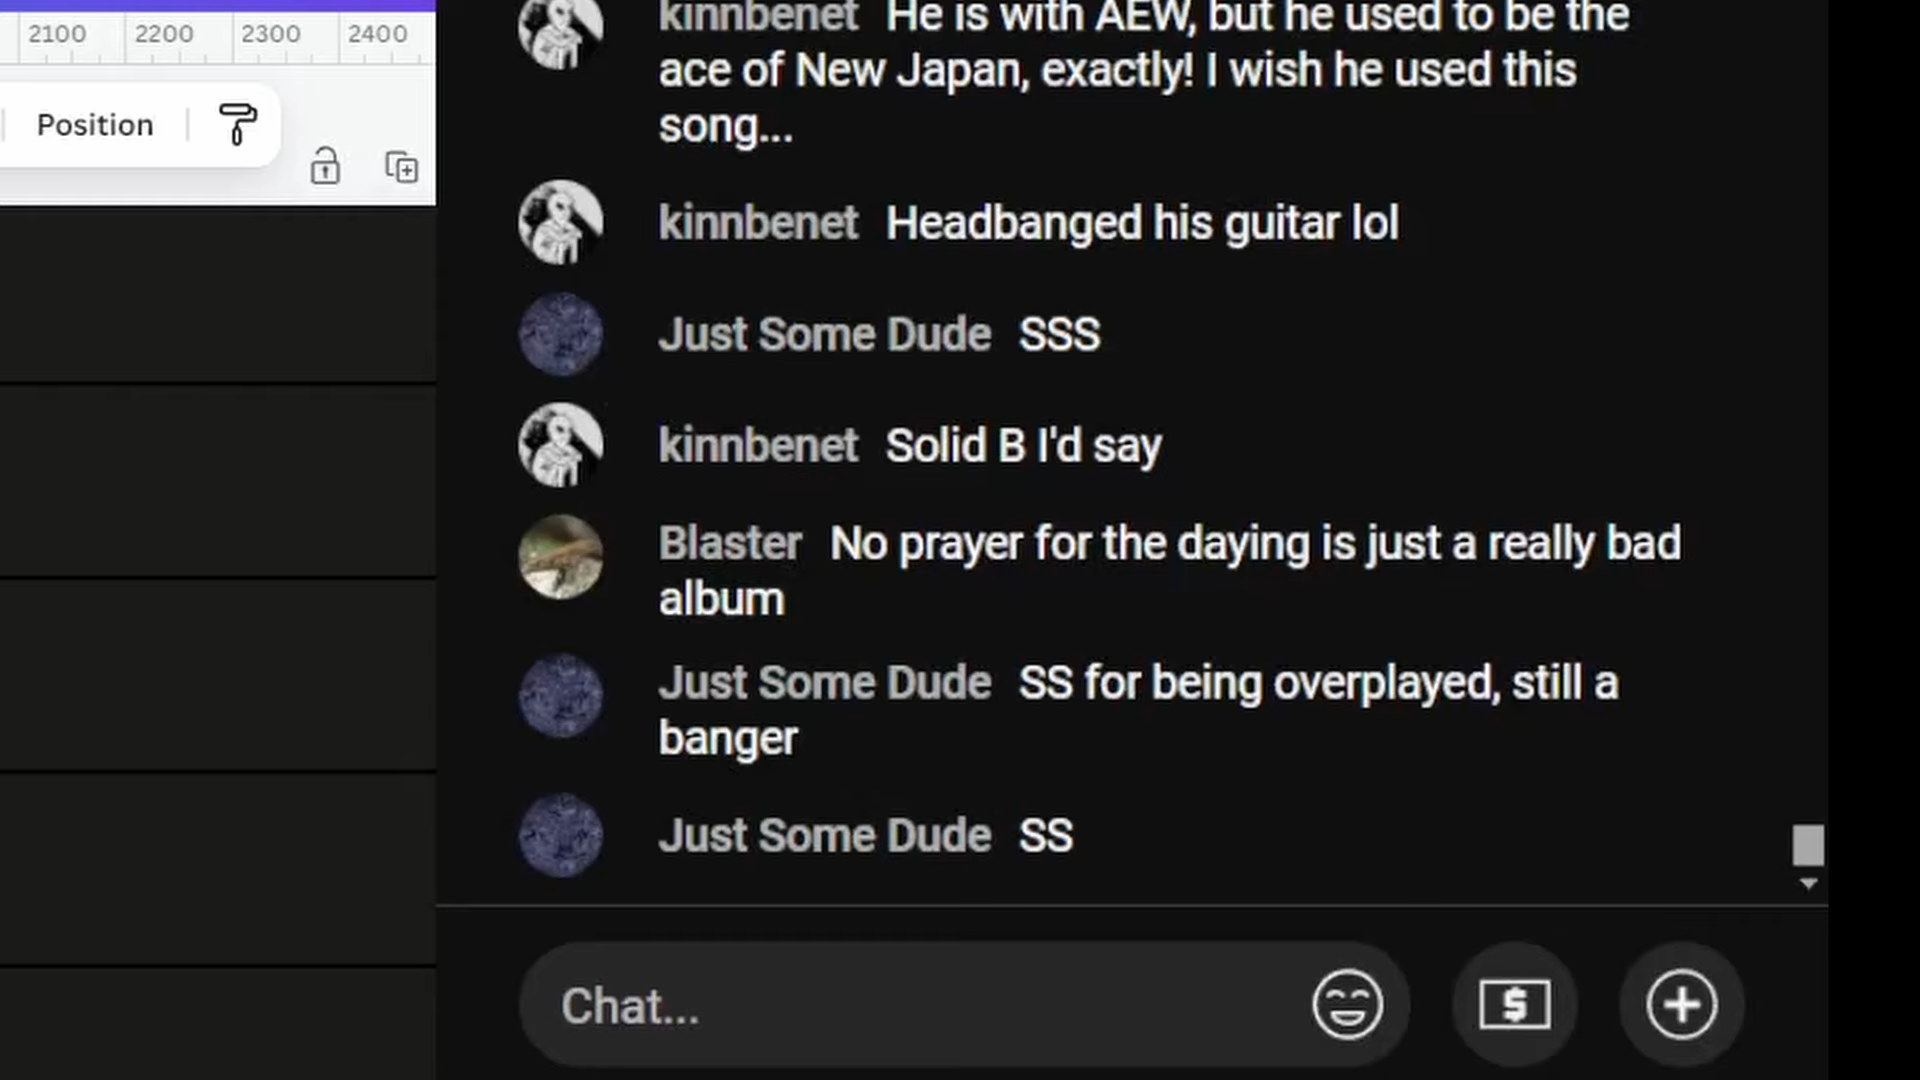 2100 2200 2300 2400
Position
kinnbenet He is with AEW, but he used to be the
ace of New Japan, exactly! I wish he used this
song...
kinnbenet Headbanged his guitar lol
Just Some Dude SSS
kinnbenet Solid B I'd say
Blaster No prayer for the daying is just a really bad
album
Just Some Dude SS for being overplayed, still a
banger
Just Some Dude SS
Chat...